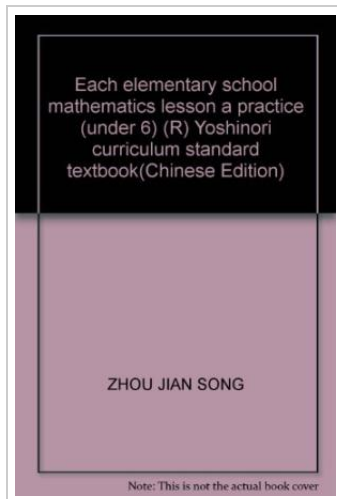 Each elementary school
mathematics lesson a practice
(under 6) (R) Yoshinori
curriculum standard
textbook(Chinese Edition)
ZHOU JIAN SONG
Note: This is not the actual book cover